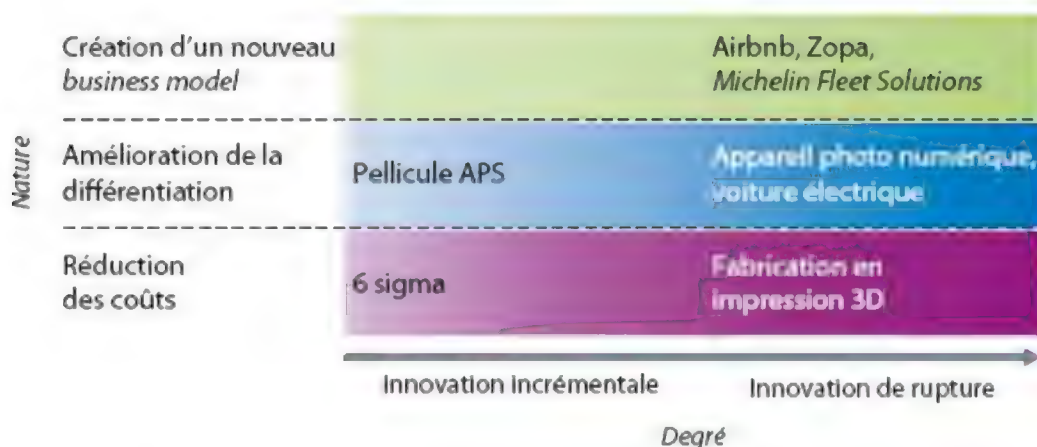 Création d'un nouveau
business model
Airbnb, Zopa,
Michelin Fleet Solutions
Nature
Amélioration de la
différentiation
Pellicule APS
Appareil photo numérique,
voiture électrique
Réduction
des coûts
6 sigma
Fabrication en
impression 3D
Innovation incrémentale
Innovation de rupture
Degré